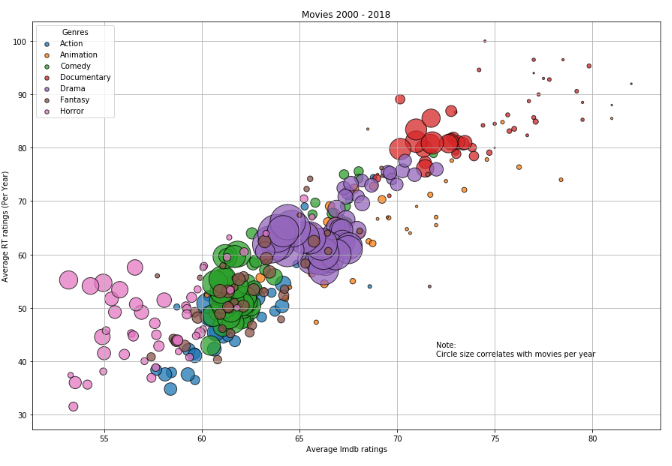 Movies 2000 - 2018
Average RT ratings (Per Year)
100
90
80
70
60
50
40
30
Genres
Action
Animation
Comedy
Documentary
Drama
Fantasy
Horror
Note:
Circle size correlates with movies per year
55 60 65 70 75 80
Average Imdb ratings